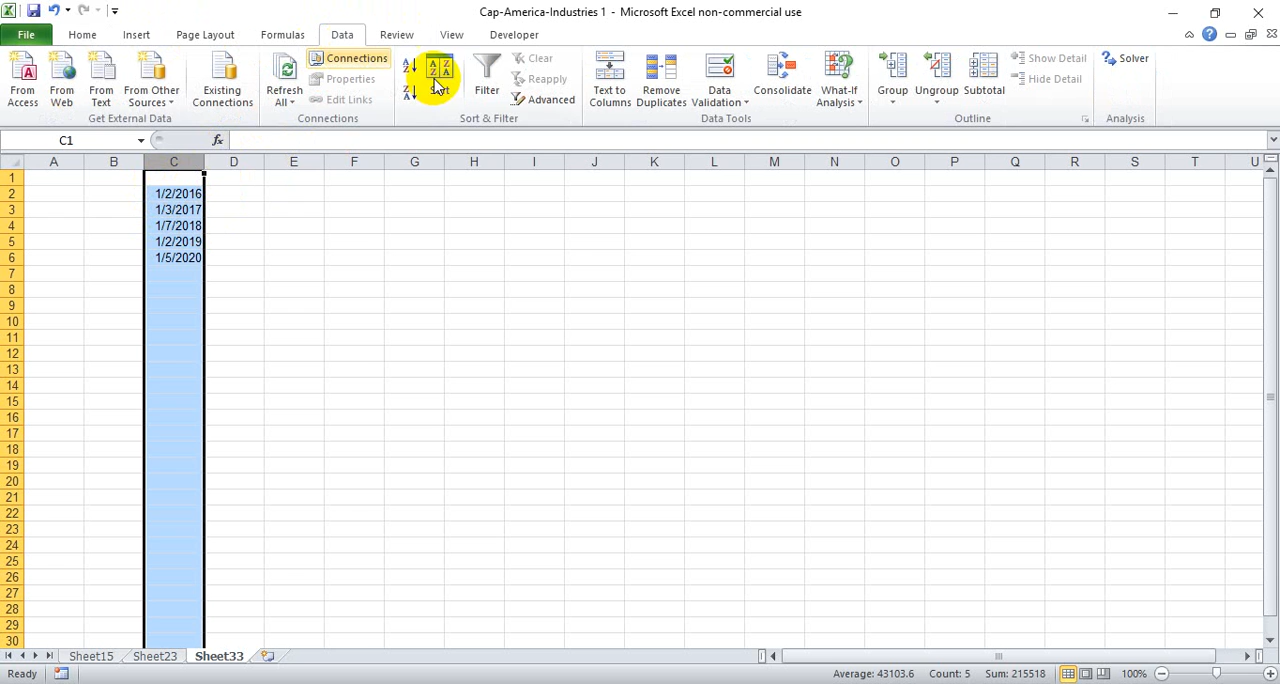 Cap-America-Industries 1 - Microsoft Excel non-commercial use
File Home Insert Page Layout Formulas Data Review View Developer
From Access
From Web
From Text
From Other Sources
Existing Connections
Get External Data
Refresh All
Connections
Properties
Edit Links
Connections
Sort
Filter
Clear
Reapply
Advanced
Sort & Filter
Text to Columns
Remove Duplicates
Data Validation
Consolidate
What-If Analysis
Data Tools
Group
Ungroup
Subtotal
Show Detail
Hide Detail
Outline
Solver
Analysis
C1 fx
A B C D E F G H I J K L M N O P Q R S T U
1
2 1/2/2016
3 1/3/2017
4 1/7/2018
5 1/2/2019
6 1/5/2020
7
8
9
10
11
12
13
14
15
16
17
18
19
20
21
22
23
24
25
26
27
28
29
30
Sheet15 Sheet23 Sheet33
Ready Average: 43103.6 Count: 5 Sum: 215518 100%